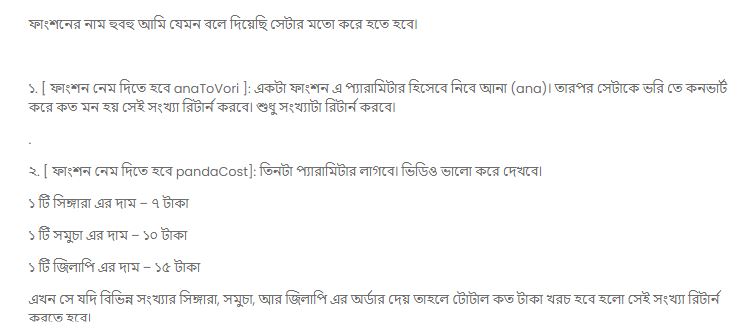 ফাংশনের নাম হুবহু আমি যেমন বলে দিয়েছি সেটার মতো করে হতে হবে।
১. [ ফাংশন নেম দিতে হবে anaToVori ]: একটা ফাংশন এ প্যারামিটার হিসেবে নিবে আনা (ana)। তারপর সেটাকে ভরি তে কনভার্ট
করে কত মন হয় সেই সংখ্যা রিটার্ন করবে। শুধু সংখ্যাটা রিটার্ন করবে।
.
২. [ ফাংশন নেম দিতে হবে pandaCost]: তিনটা প্যারামিটার লাগবে। ভিডিও ভালো করে দেখবে।
১ টি সিঙ্গারা এর দাম – ৭ টাকা
১ টি সমুচা এর দাম – ১০ টাকা
১ টি জিলাপি এর দাম – ১৫ টাকা
এখন সে যদি বিভিন্ন সংখ্যার সিঙ্গারা, সমুচা, আর জিলাপি এর অর্ডার দেয় তাহলে টোটাল কত টাকা খরচ হবে হলো সেই সংখ্যা রিটার্ন
করতে হবে।